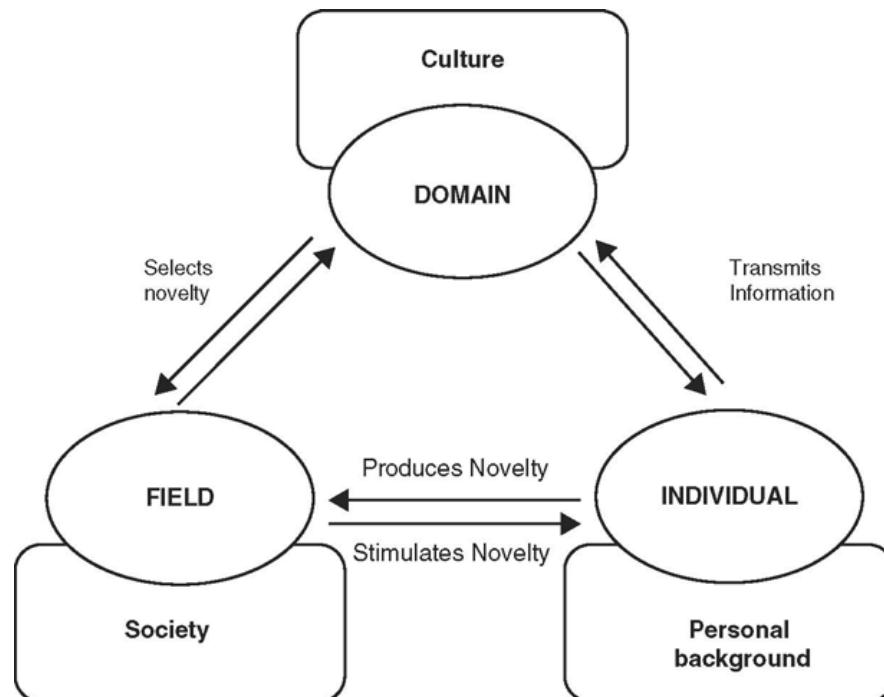 Culture
DOMAIN
Selects
novelty
Transmits
Information
Produces Novelty
FIELD
INDIVIDUAL
Stimulates Novelty
Society
Personal
background